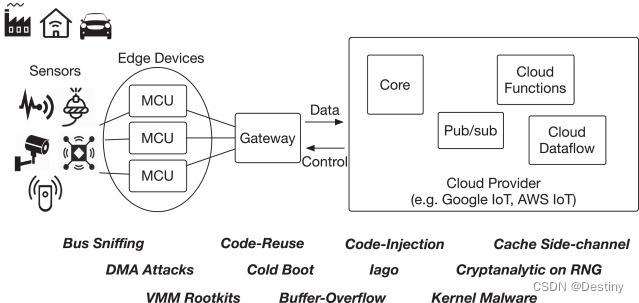 Sensors
Edge Devices
MCU
MCU
MCU
Gateway
Data
Control
Core
Cloud
Functions
Pub/sub
Cloud
Dataflow
Cloud Provider
(e.g. Google IoT, AWS IoT)
Bus Sniffing Code-Reuse Code-Injection Cache Side-channel
DMA Attacks Cold Boot Iago Cryptanalytic on RNG
VMM Rootkits Buffer-Overflow Kernel Malware
CSDN @Destiny